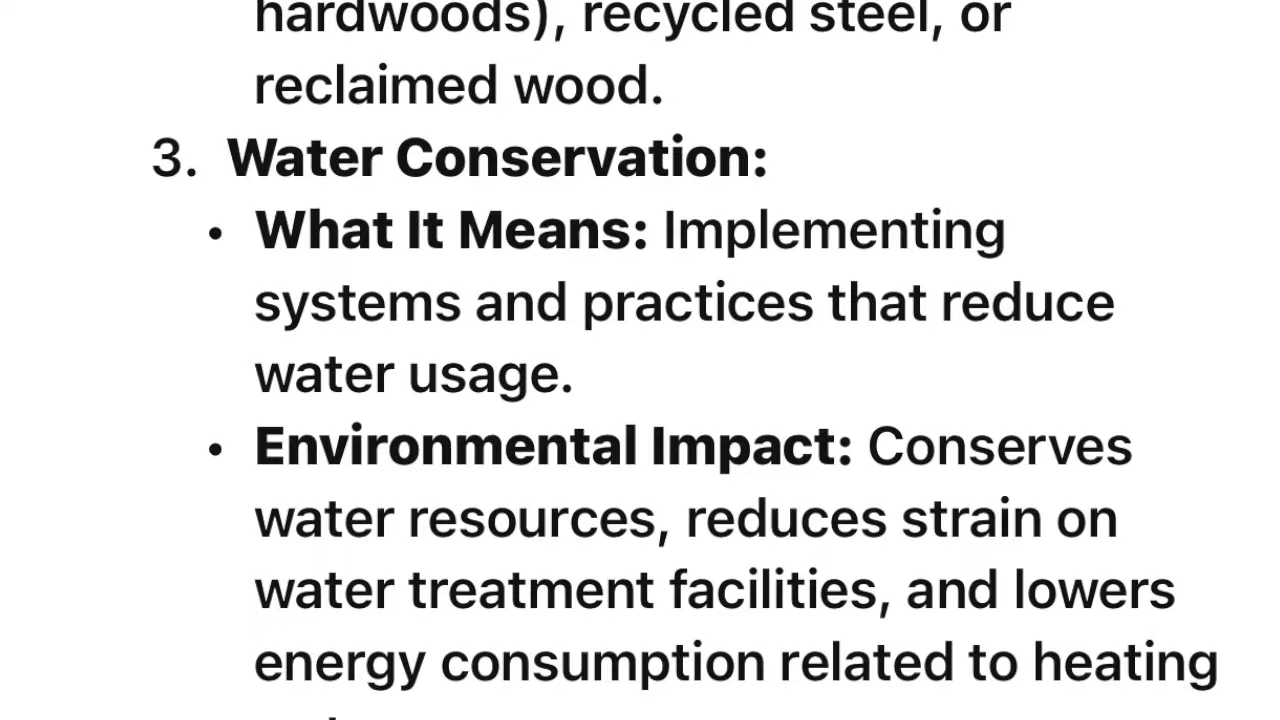 hardwoods), recycled steel, or
reclaimed wood.
3. Water Conservation:
• What It Means: Implementing
systems and practices that reduce
water usage.
• Environmental Impact: Conserves
water resources, reduces strain on
water treatment facilities, and lowers
energy consumption related to heating